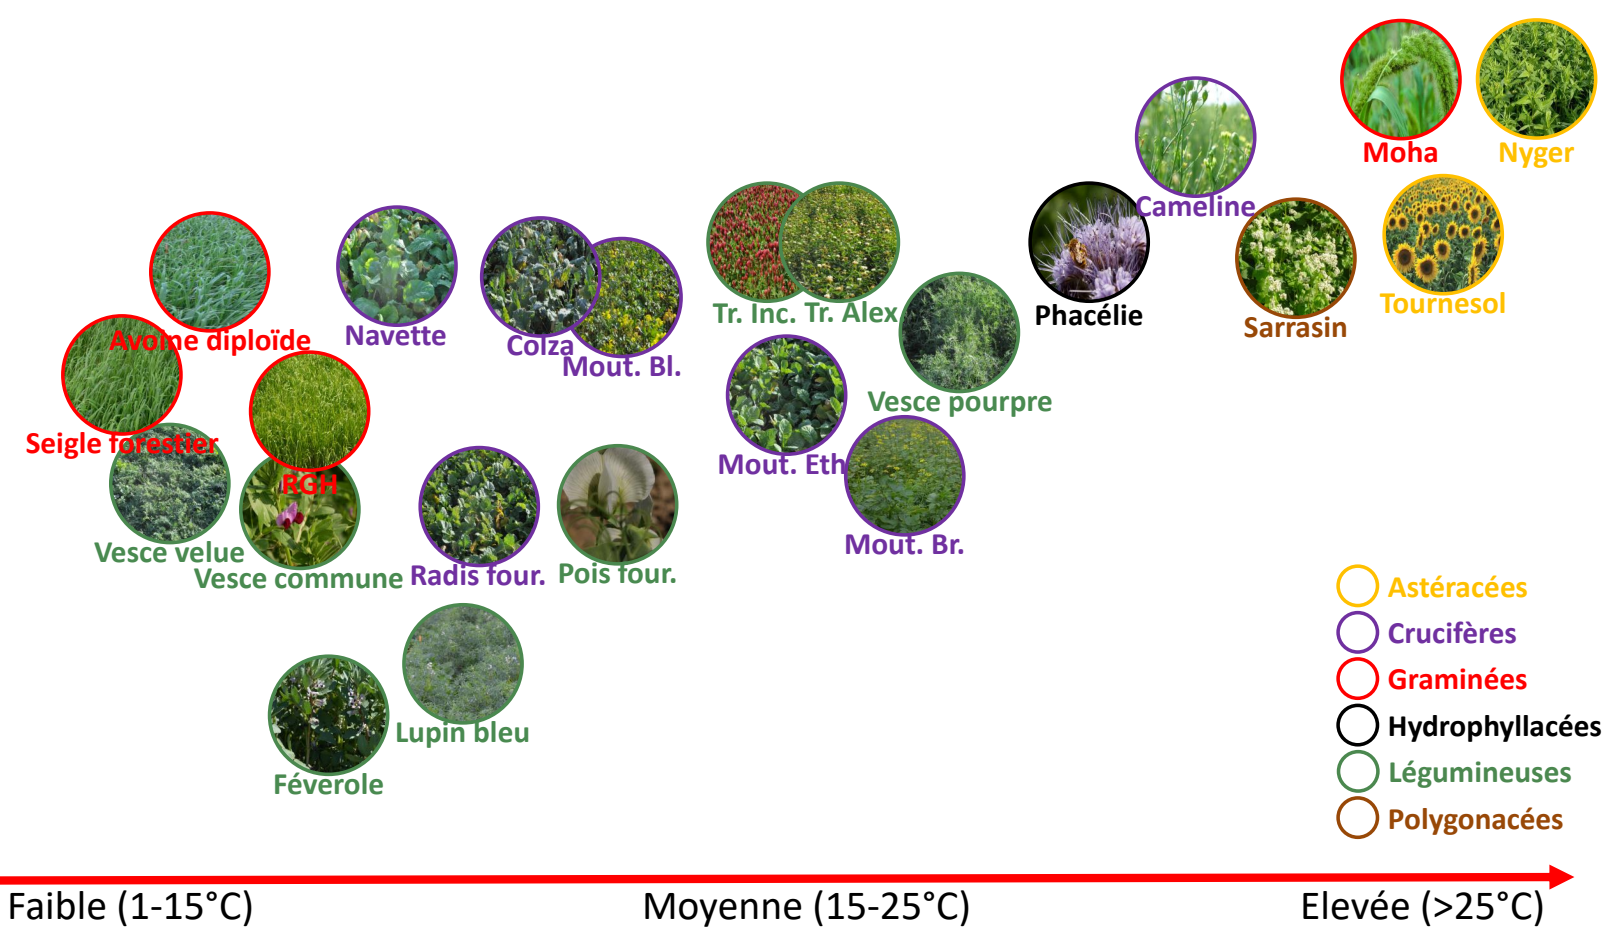 Moha
Nyger
Cameline
Tournesol
Phacélie
Sarrasin
Tr. Inc.
Tr. Alex
Navette
Avoine diploïde
Colza
Mout. Bl.
Vesce pourpre
Seigle forestier
Mout. Eth
RGH
Mout. Br.
Vesce velue
Vesce commune
Radis four.
Pois four.
Lupin bleu
Féverole
Astéracées
Crucifères
Graminées
Hydrophyllacées
Légumineuses
Polygonacées
Faible (1-15°C)
Moyenne (15-25°C)
Elevée (>25°C)